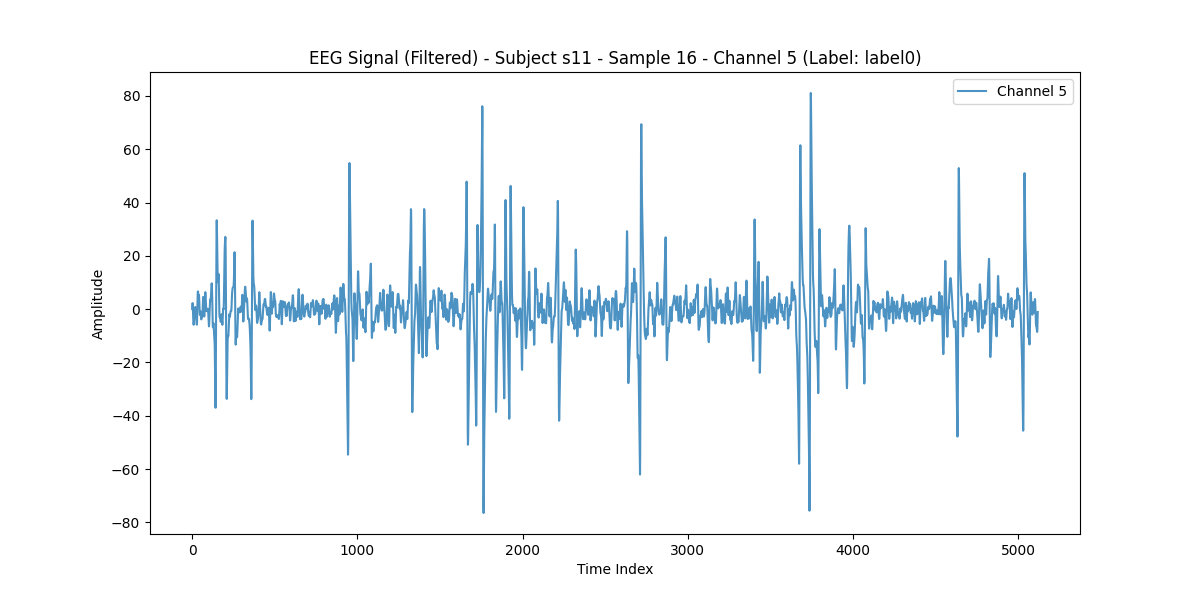 EEG Signal (Filtered) - Subject s11 - Sample 16 - Channel 5 (Label: label0)
Channel 5
80
60
40
20
0
−20
−40
−60
−80
Amplitude
0 1000 2000 3000 4000 5000
Time Index